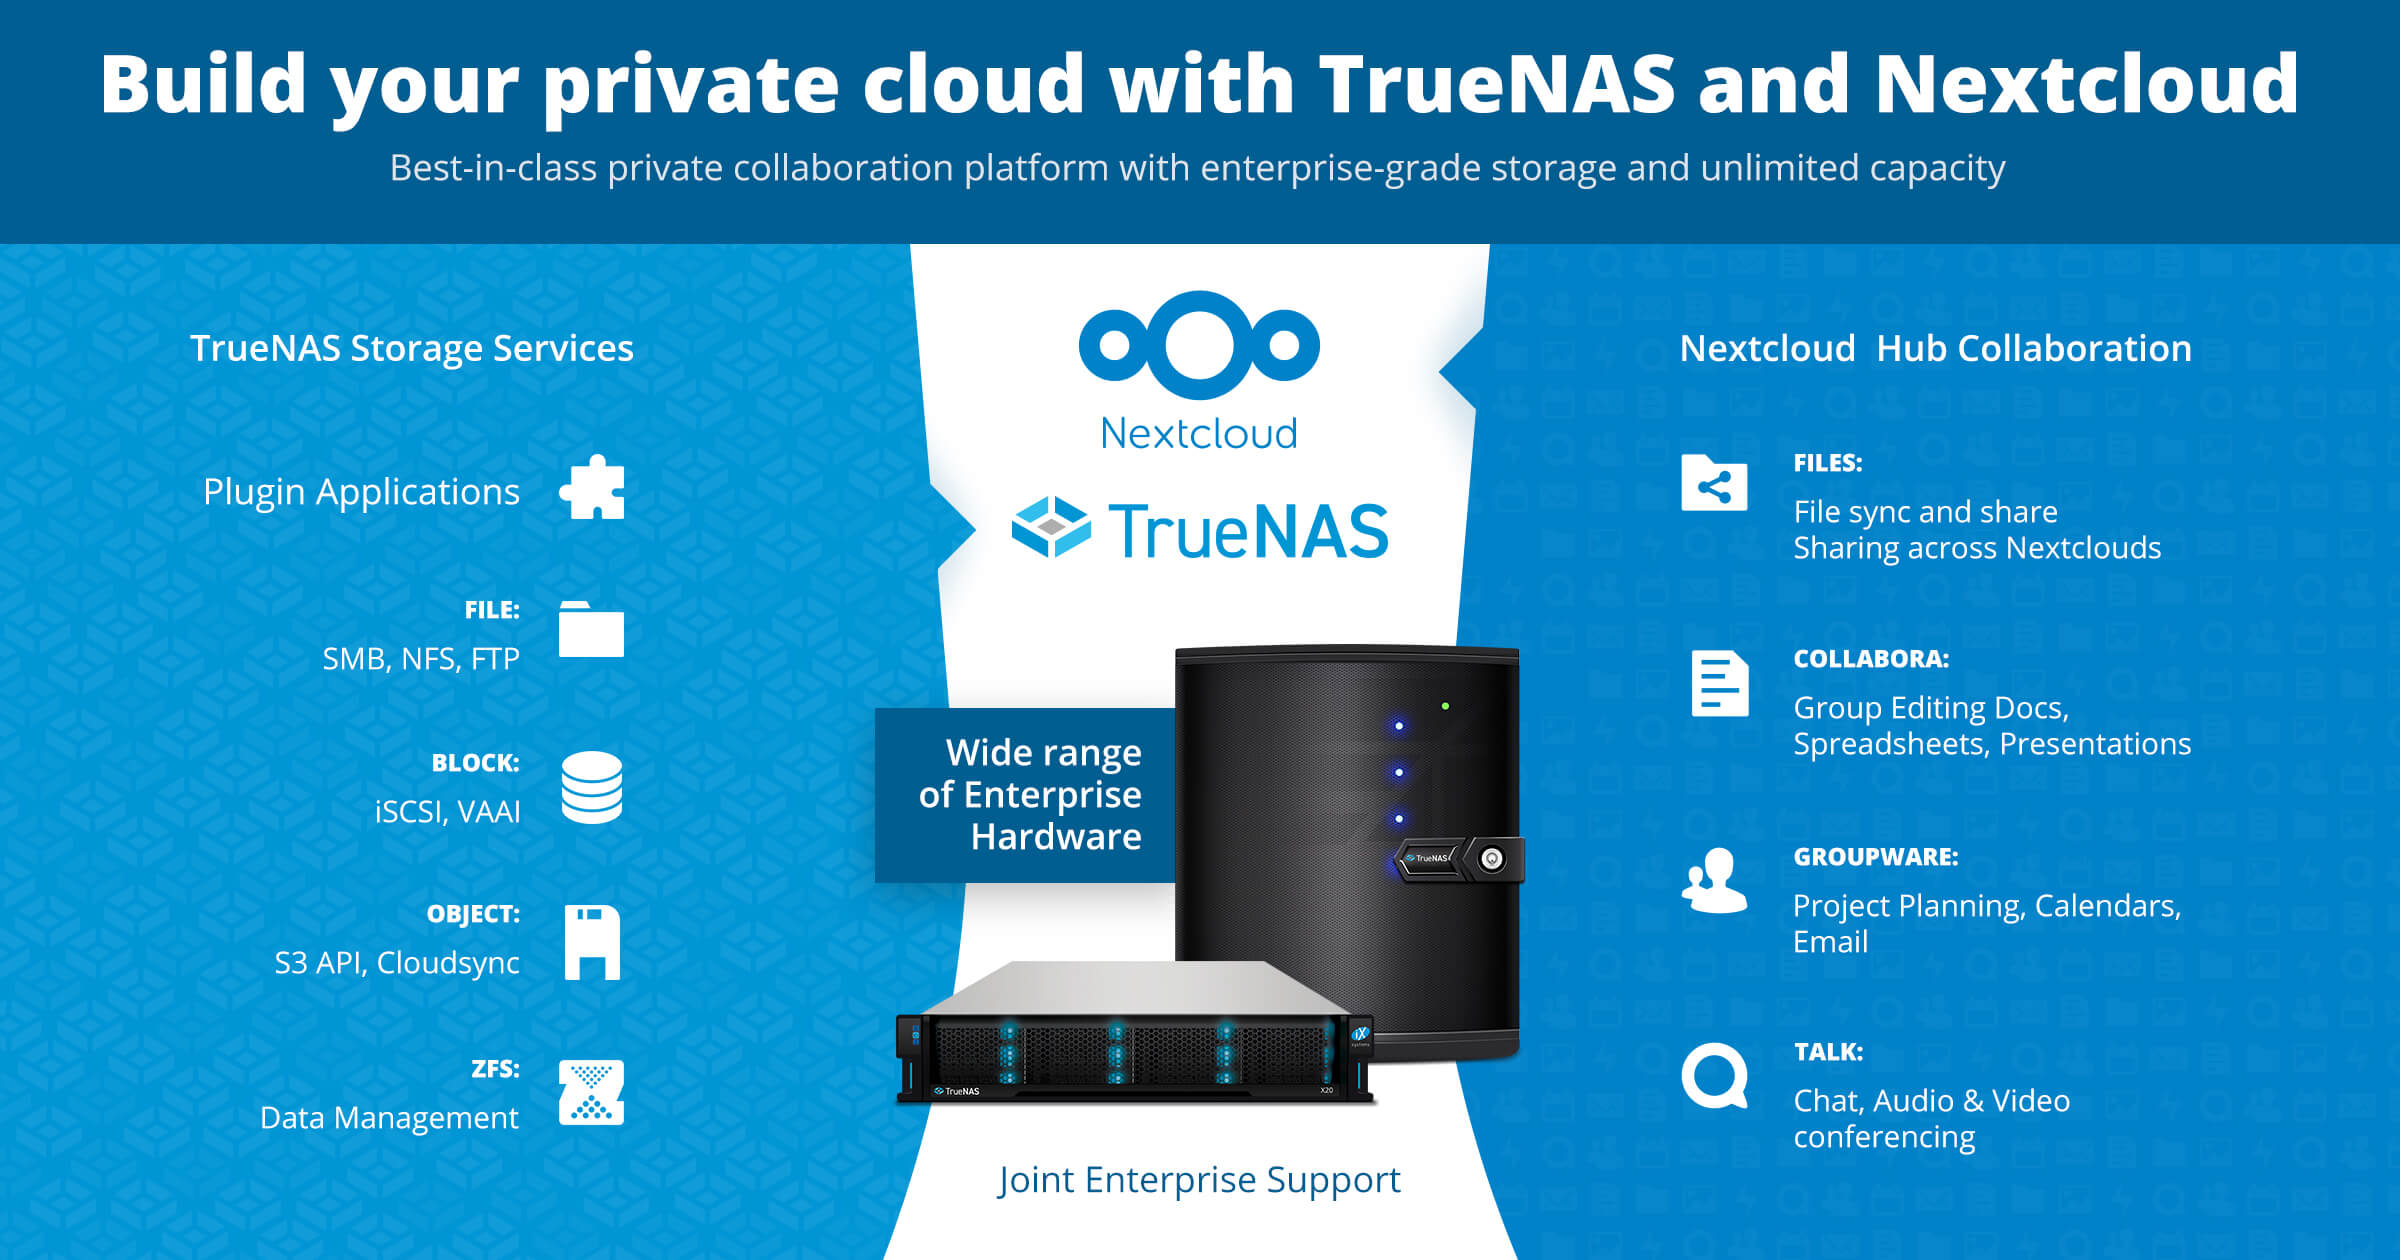 Build your private cloud with TrueNAS and Nextcloud
Best-in-class private collaboration platform with enterprise-grade storage and unlimited capacity
TrueNAS Storage Services
Plugin Applications
FILE:
SMB, NFS, FTP
BLOCK:
iSCSI, VAAI
OBJECT:
S3 API, Cloudsync
ZFS:
Data Management
Nextcloud
TrueNAS
Wide range
of Enterprise
Hardware
TrueNAS
iX
systems
TrueNAS
X20
Joint Enterprise Support
Nextcloud Hub Collaboration
FILES:
File sync and share
Sharing across Nextclouds
COLLABORA:
Group Editing Docs,
Spreadsheets, Presentations
GROUPWARE:
Project Planning, Calendars,
Email
TALK:
Chat, Audio & Video
conferencing